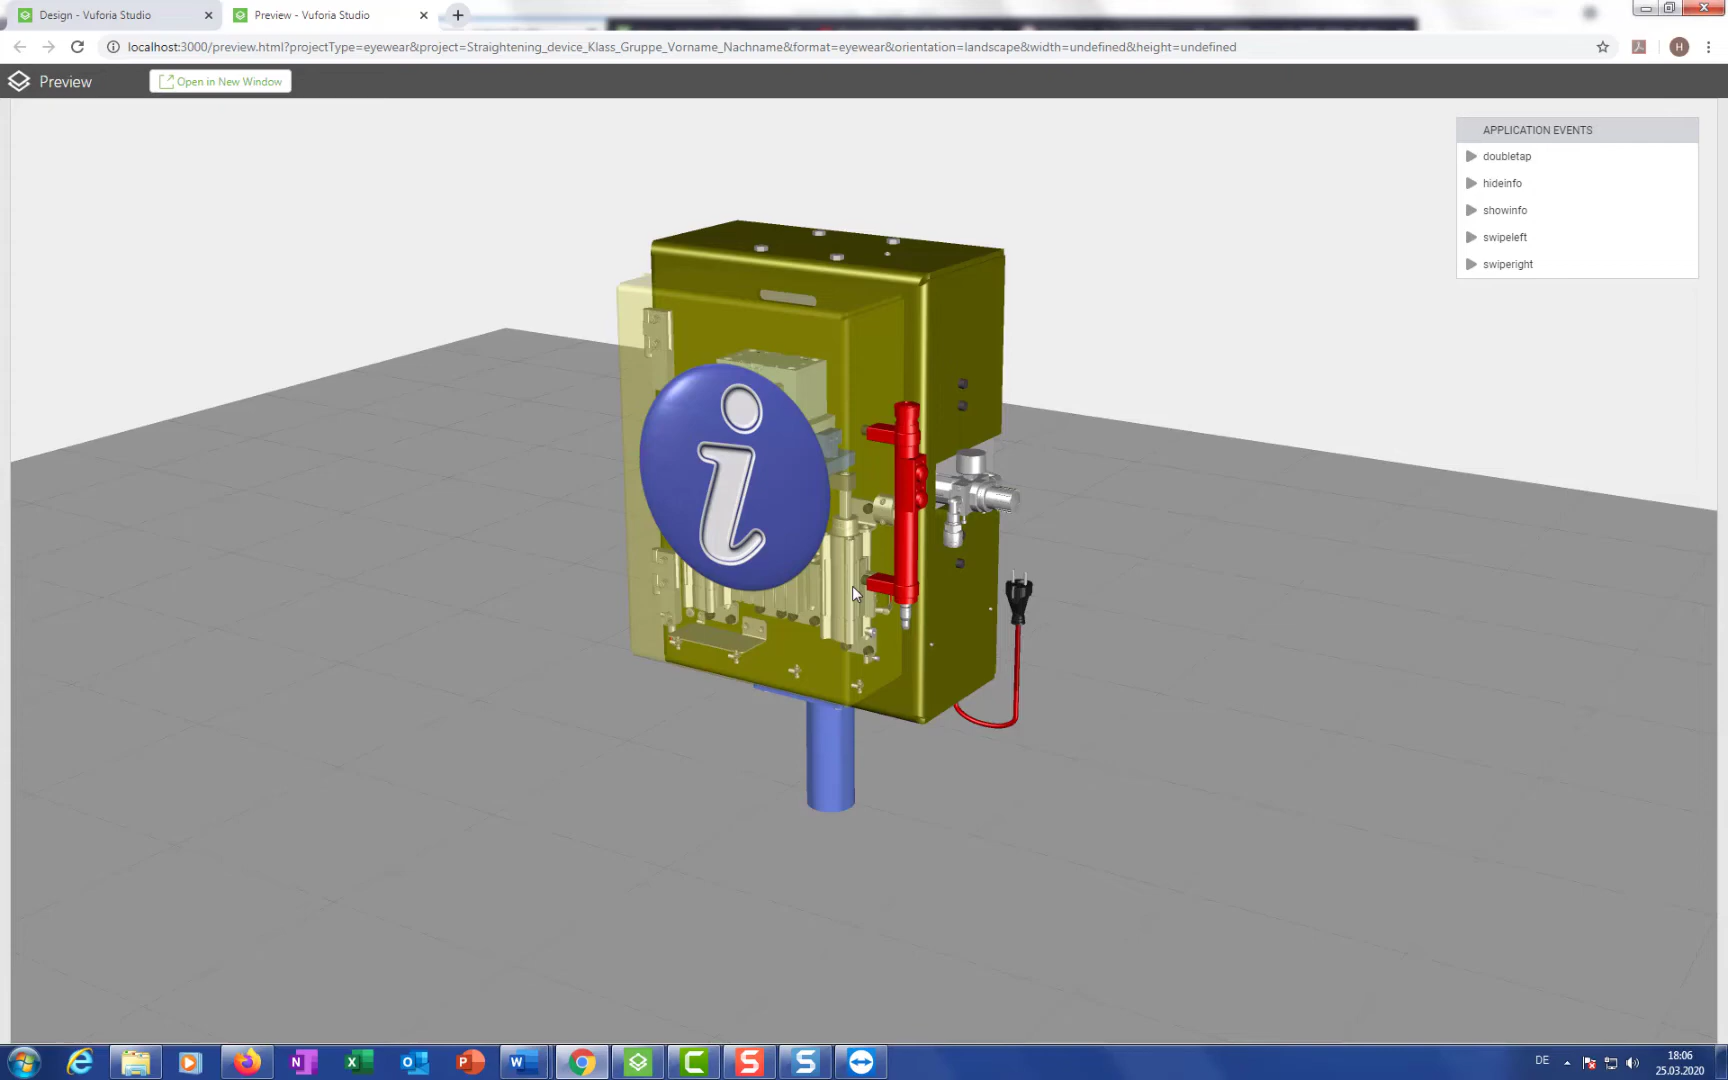 Design - Vuforia Studio
Preview - Vuforia Studio
localhost:3000/preview.html?projectType=eyewear&project=Straightening_device_Klass_Gruppe_Vorname_Nachname&format=eyewear&orientation=landscape&width=undefined&height=undefined
H
Preview
Open in New Window
APPLICATION EVENTS
doubletap
hideinfo
showinfo
swipeleft
swiperight
i
DE
18:06
25.03.2020